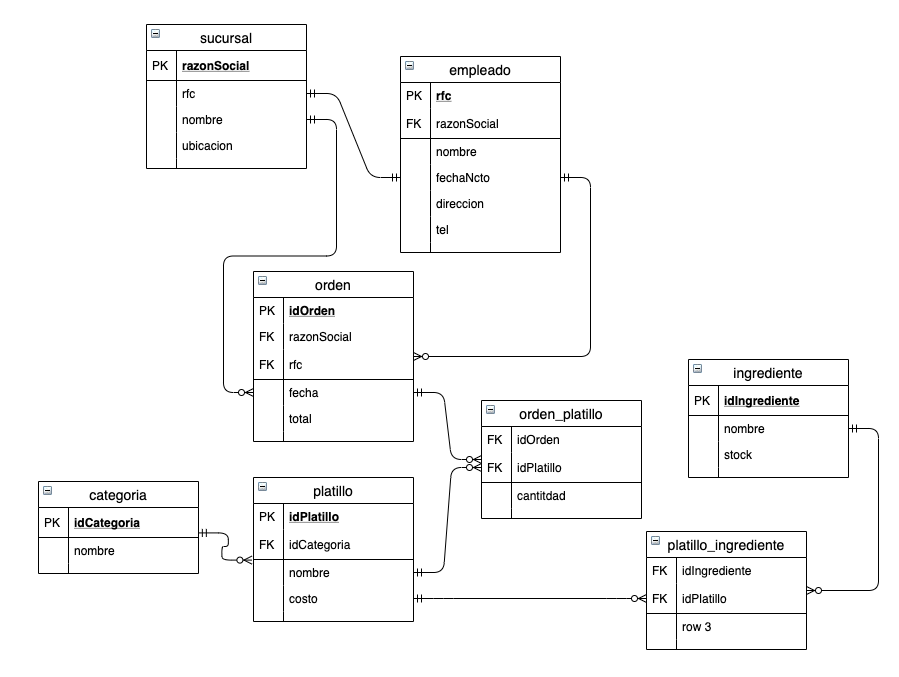 sucursal
PK razonSocial
rfc
nombre
ubicacion
empleado
PK rfc
FK razonSocial
nombre
fechaNcto
direccion
tel
orden
PK idOrden
FK razonSocial
FK rfc
fecha
total
ingrediente
PK idIngrediente
nombre
stock
orden_platillo
FK idOrden
FK idPlatillo
cantitdad
categoria
PK idCategoria
nombre
platillo
PK idPlatillo
FK idCategoria
nombre
costo
platillo_ingrediente
FK idIngrediente
FK idPlatillo
row 3